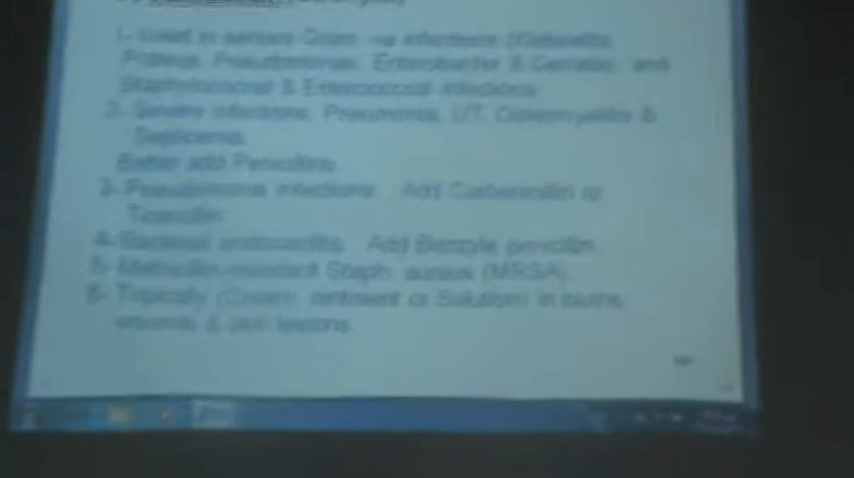 1- Used in serious Gram -ve infections (Klebsiella,
Proteus, Pseudomonas, Enterobacter & Serratia, and
Staphylococcal & Enterococcal infections
2- Severe infections: Pneumonia, UT, Osteomyelitis &
Septicemia
Better add Penicillins
3- Pseudomonal infections: Add Carbenicillin or
Ticarcillin
4- Bacterial endocarditis: Add Benzyle penicillin
5- Methicillin-resistant Staph. aureus (MRSA)
6- Topically (Cream, ointment or Solution) in burns,
wounds & skin lesions